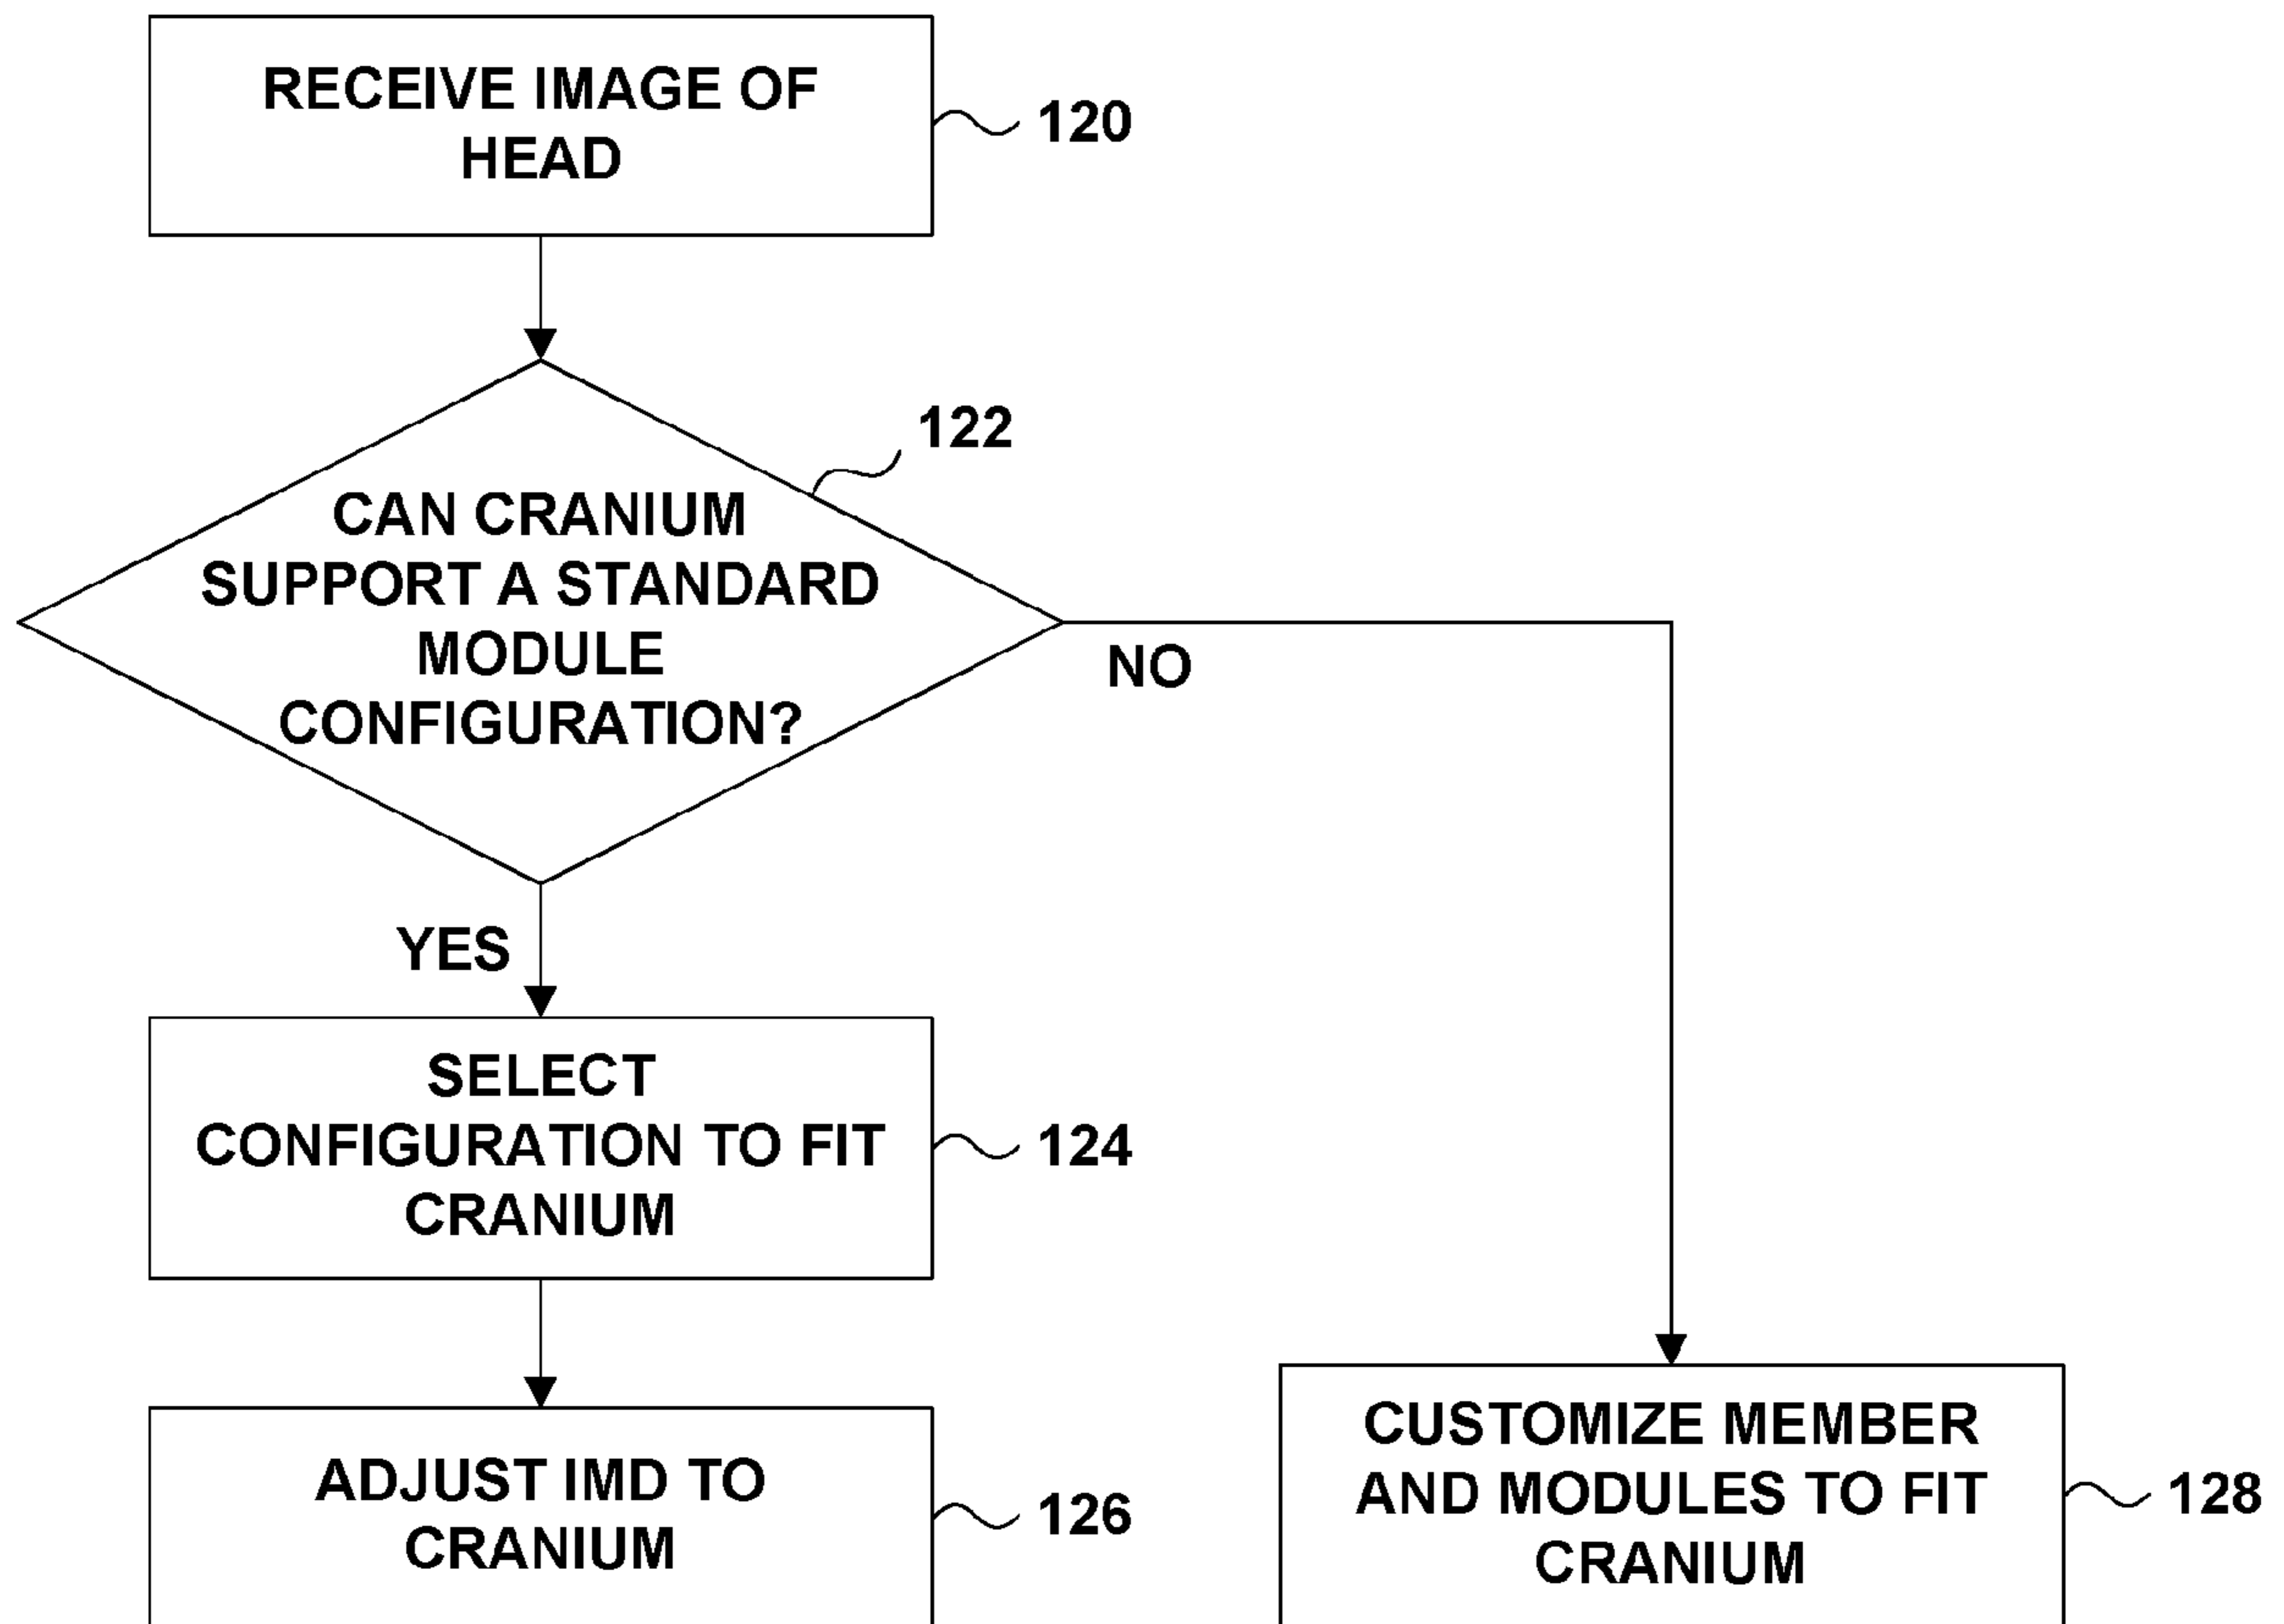 RECEIVE IMAGE OF
HEAD
120
122
CAN CRANIUM
SUPPORT A STANDARD
MODULE
CONFIGURATION?
NO
YES
SELECT
CONFIGURATION TO FIT
CRANIUM
124
ADJUST IMD TO
CRANIUM
126
CUSTOMIZE MEMBER
AND MODULES TO FIT
CRANIUM
128